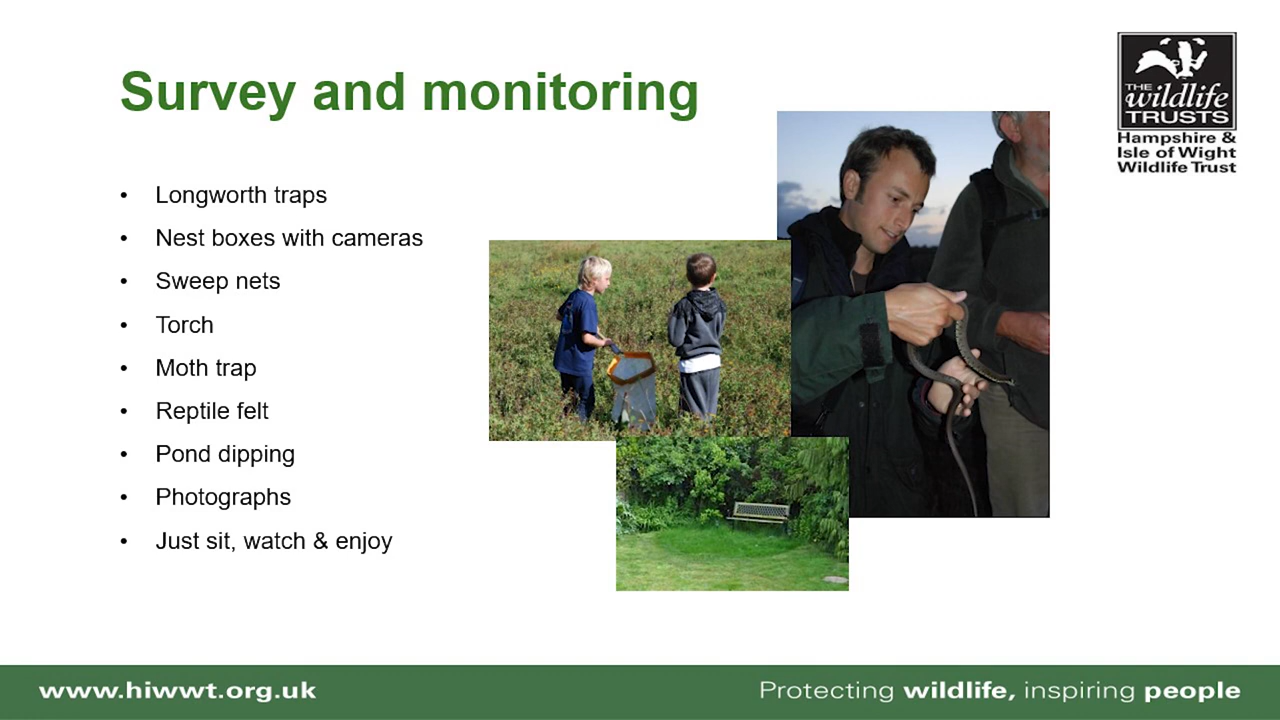 Survey and monitoring
• Longworth traps
• Nest boxes with cameras
• Sweep nets
• Torch
• Moth trap
• Reptile felt
• Pond dipping
• Photographs
• Just sit, watch & enjoy
THE
wildlife
TRUSTS
Hampshire &
Isle of Wight
Wildlife Trust
www.hiwwt.org.uk
Protecting wildlife, inspiring people